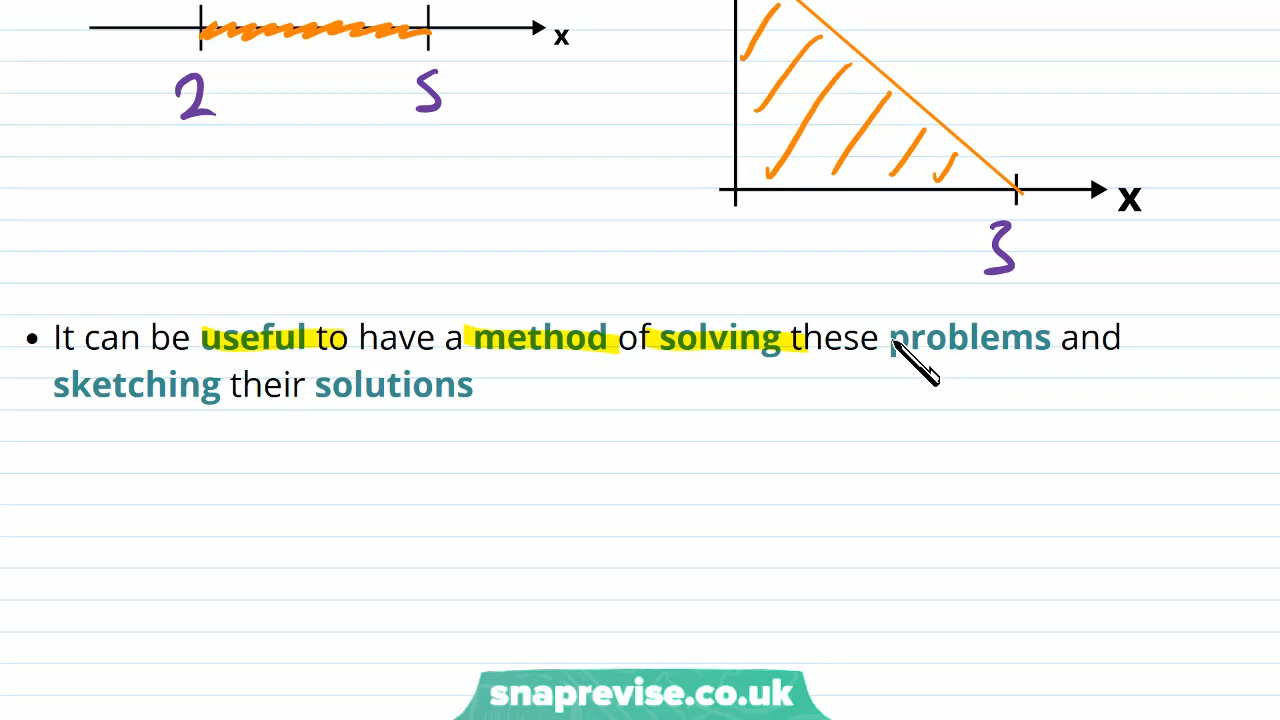 x
2 5
x
3
• It can be useful to have a method of solving these problems and
sketching their solutions
snaprevise.co.uk